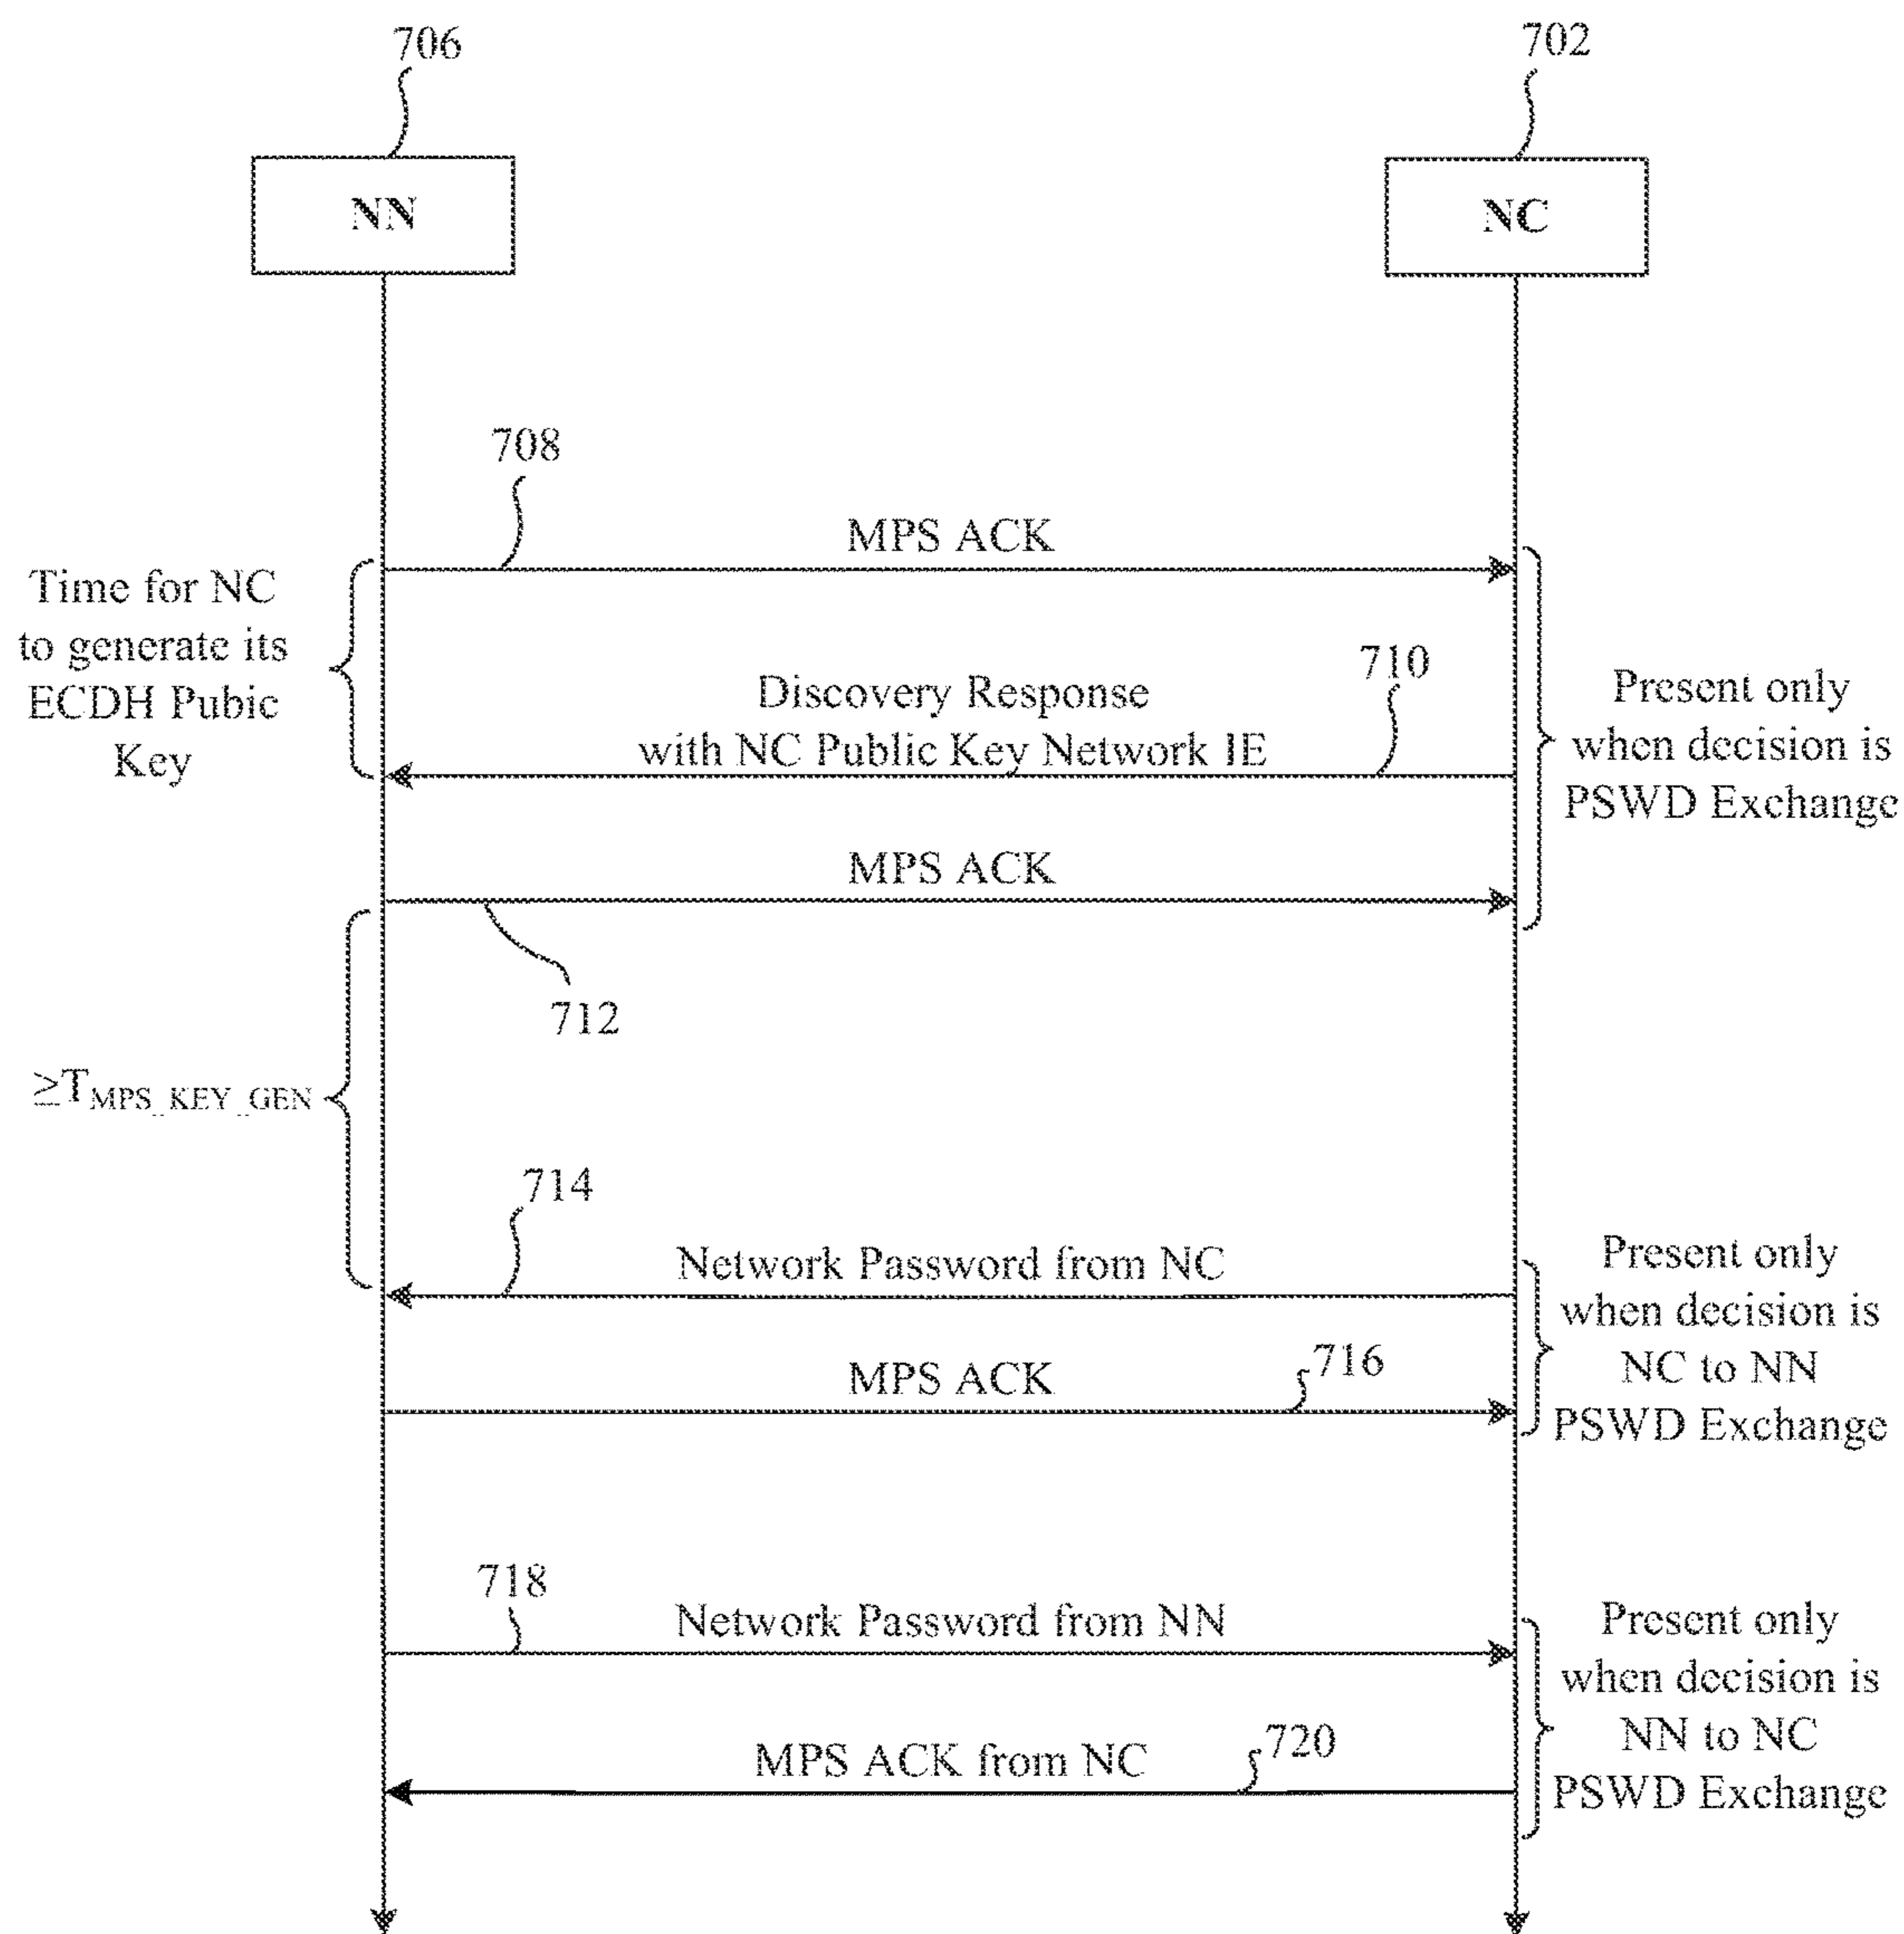 706
702
NN
NC
708
MPS ACK
Time for NC
to generate its
ECDH Pubic
Key
710
Discovery Response
with NC Public Key Network IE
Present only
when decision is
PSWD Exchange
MPS ACK
712
≥TMPS_KEY_GEN
714
Network Password from NC
Present only
when decision is
NC to NN
PSWD Exchange
716
MPS ACK
718
Network Password from NN
Present only
when decision is
NN to NC
PSWD Exchange
720
MPS ACK from NC